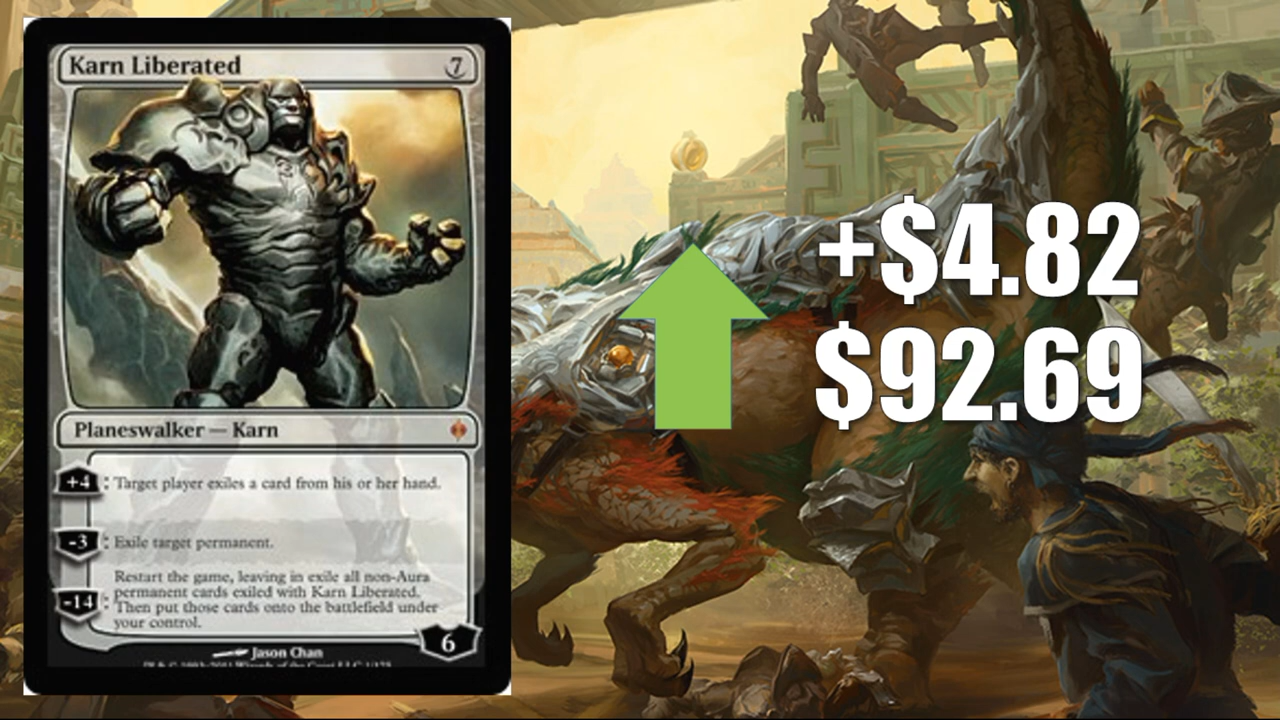 Karn Liberated 7
Planeswalker — Karn
+4 : Target player exiles a card from his or her hand.
-3 : Exile target permanent.
Restart the game, leaving in exile all non-Aura
permanent cards exiled with Karn Liberated.
-14 : Then put those cards onto the battlefield under
your control.
6
Jason Chan
+$4.82
$92.69